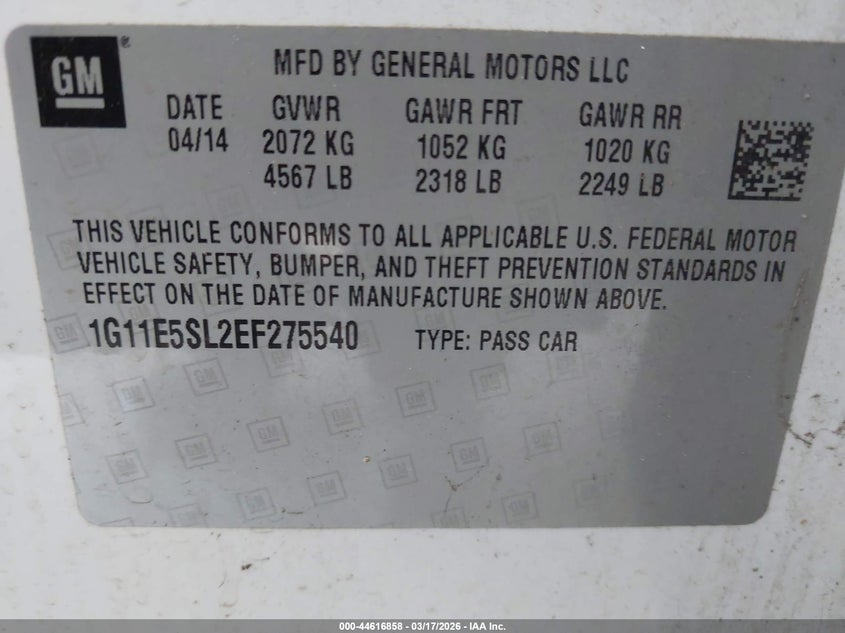 GM®
MFD BY GENERAL MOTORS LLC
DATE GVWR GAWR FRT GAWR RR
04/14 2072 KG 1052 KG 1020 KG
4567 LB 2318 LB 2249 LB
THIS VEHICLE CONFORMS TO ALL APPLICABLE U.S. FEDERAL MOTOR
VEHICLE SAFETY, BUMPER, AND THEFT PREVENTION STANDARDS IN
EFFECT ON THE DATE OF MANUFACTURE SHOWN ABOVE.
1G11E5SL2EF275540 TYPE: PASS CAR
000-44616858 - 03/17/2026 - IAA Inc.